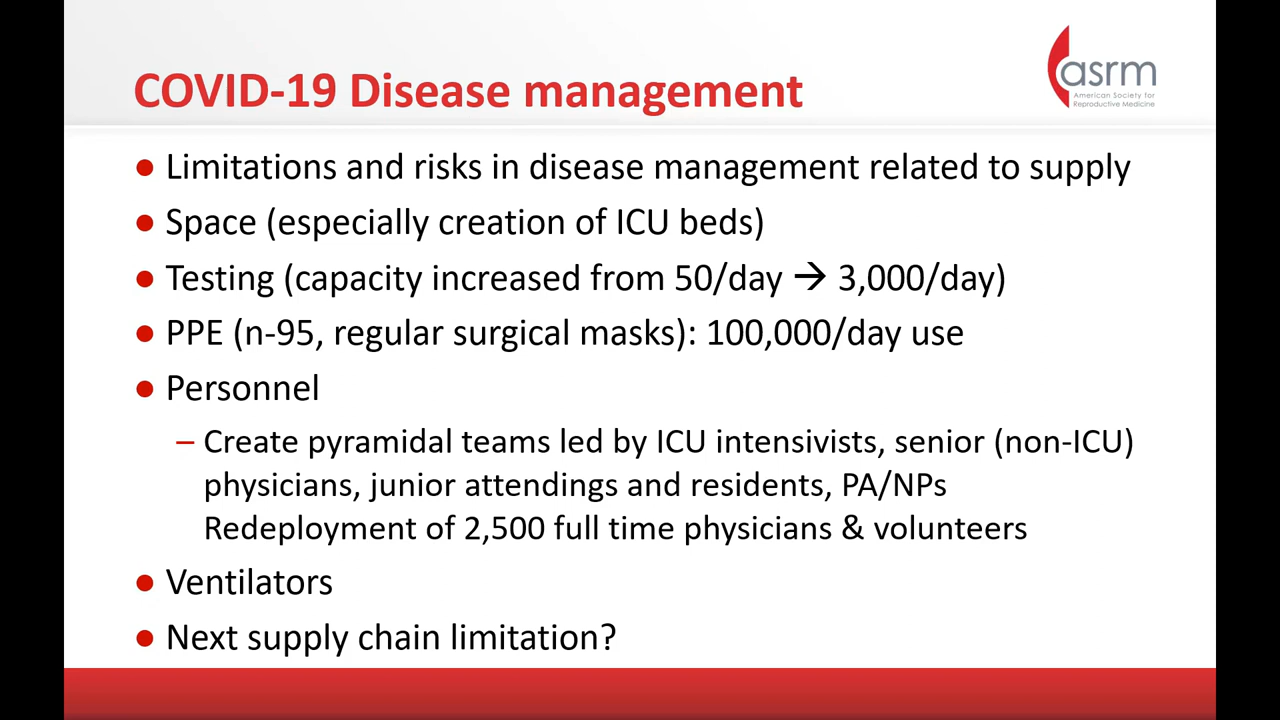 asrm
American Society for
Reproductive Medicine
COVID-19 Disease management
● Limitations and risks in disease management related to supply
● Space (especially creation of ICU beds)
● Testing (capacity increased from 50/day → 3,000/day)
● PPE (n-95, regular surgical masks): 100,000/day use
● Personnel
– Create pyramidal teams led by ICU intensivists, senior (non-ICU)
physicians, junior attendings and residents, PA/NPs
Redeployment of 2,500 full time physicians & volunteers
● Ventilators
● Next supply chain limitation?